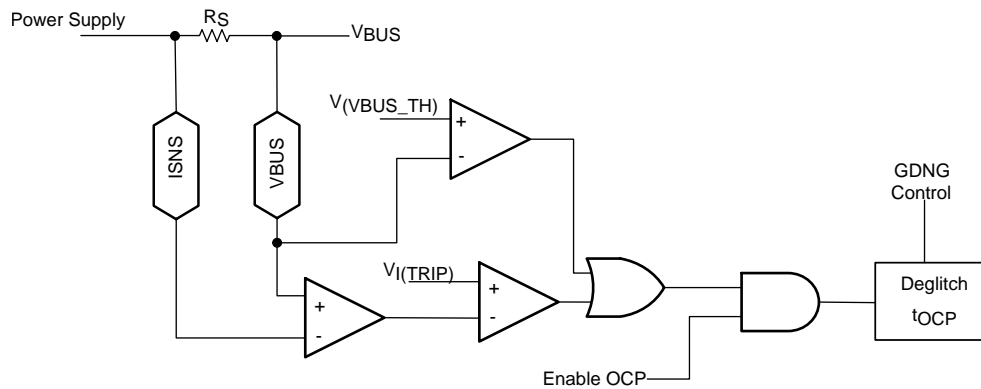 Power Supply
RS
VBUS
ISNS
VBUS
V(VBUS_TH)
+
-
GDNG
Control
VI(TRIP)
+
-
+
-
Deglitch
tOCP
Enable OCP